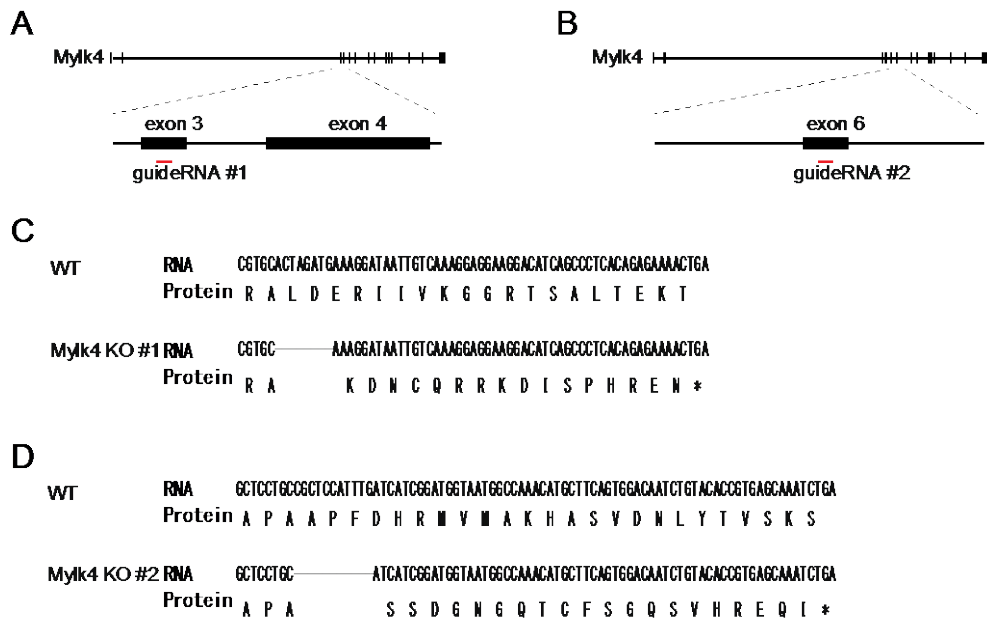 A
Mylk4
exon 3 exon 4
guideRNA #1
B
Mylk4
exon 6
guideRNA #2
C
WT RNA CGTGCACTAGATGAAAGGATAATTGTCAAAGGAGGAAGGACATCAGCCCTCACAGAGAAAACTGA
Protein R A L D E R I I V K G G R T S A L T E K T
Mylk4 KO #1 RNA CGTGC AAAGGATAATTGTCAAAGGAGGAAGGACATCAGCCCTCACAGAGAAAACTGA
Protein R A K D N C Q R R K D I S P H R E N *
D
WT RNA GCTCCTGCCGCTCCATTTGATCATCGGATGGTAATGGCCAAACATGCTTCAGTGGACAATCTGTACACCGTGAGCAAATCTGA
Protein A P A A P F D H R M V M A K H A S V D N L Y T V S K S
Mylk4 KO #2 RNA GCTCCTGC ATCATCGGATGGTAATGGCCAAACATGCTTCAGTGGACAATCTGTACACCGTGAGCAAATCTGA
Protein A P A S S D G N G Q T C F S G Q S V H R E Q I *